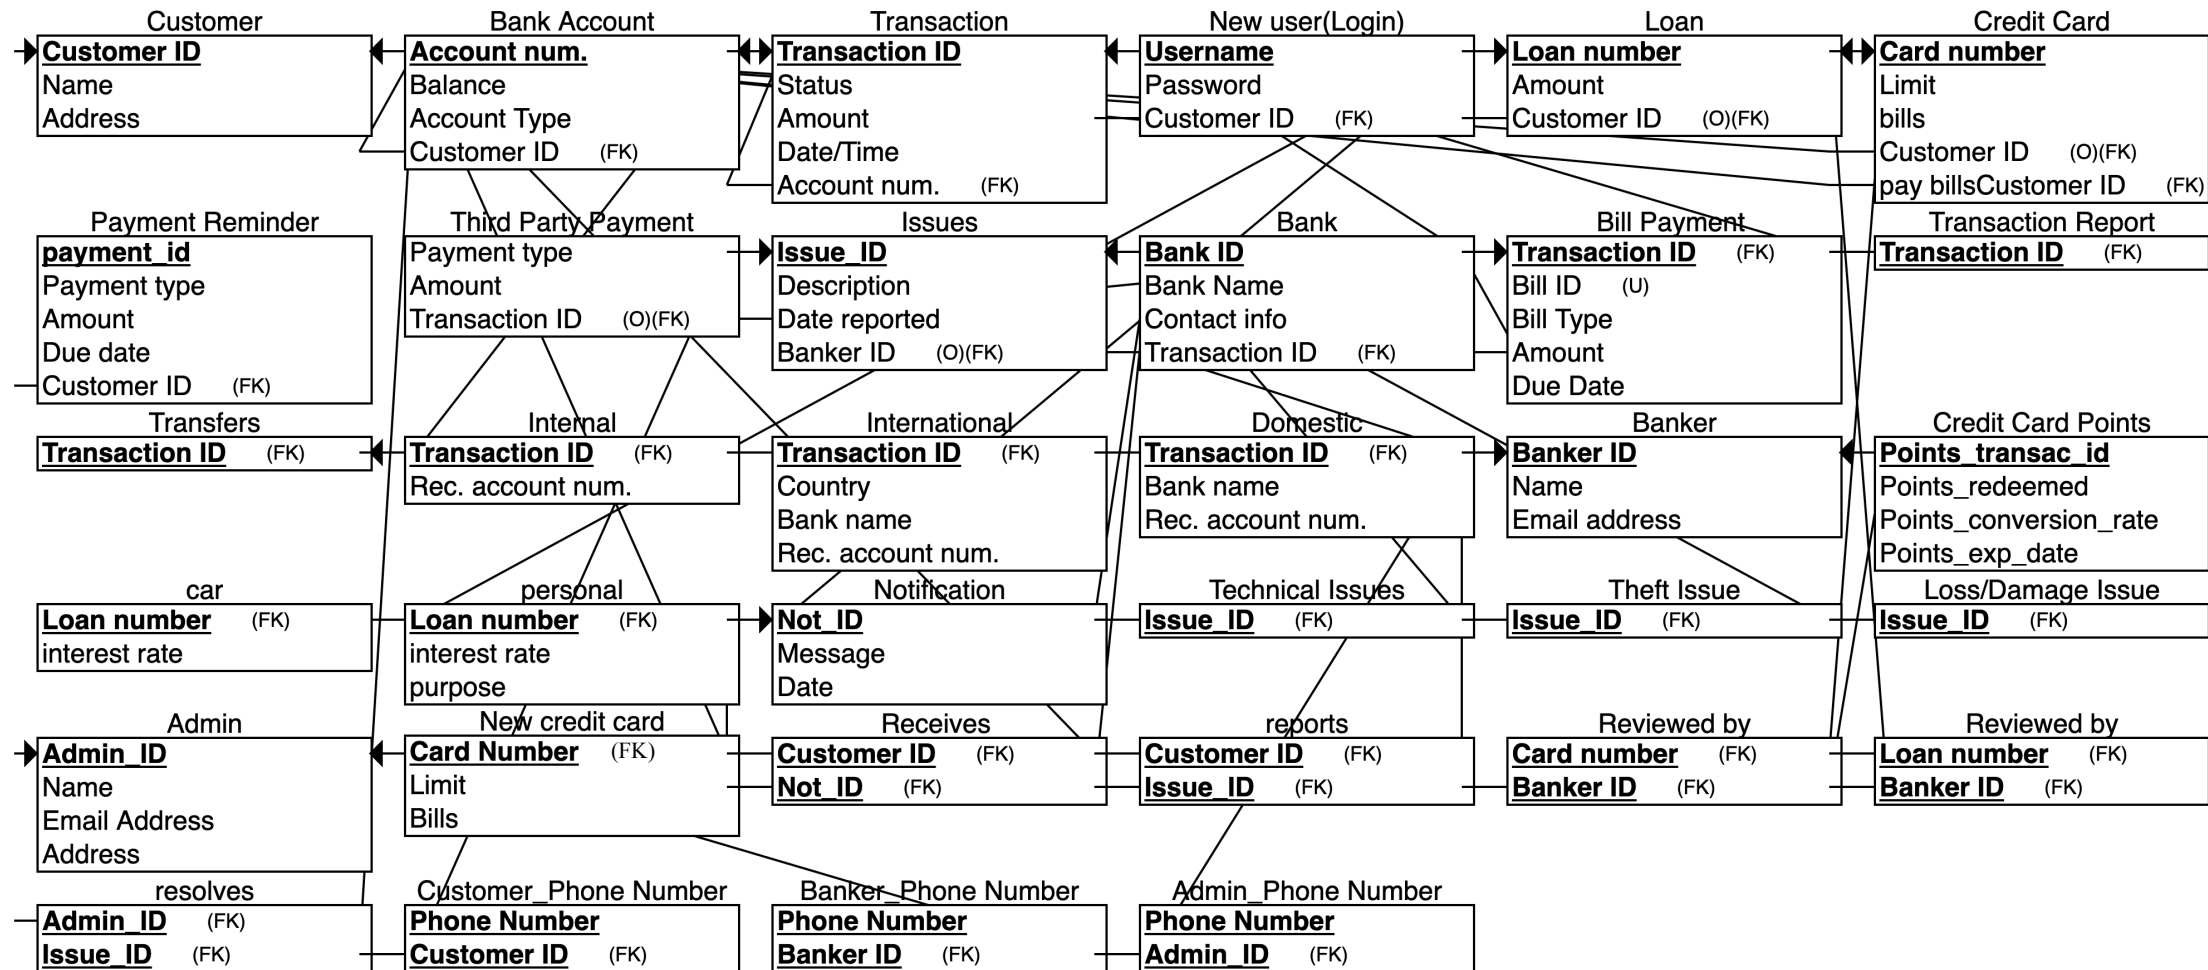 Customer
Customer ID
Name
Address
Bank Account
Account num.
Balance
Account Type
Customer ID (FK)
Transaction
Transaction ID
Status
Amount
Date/Time
Account num. (FK)
New user(Login)
Username
Password
Customer ID (FK)
Loan
Loan number
Amount
Customer ID (O)(FK)
Credit Card
Card number
Limit
bills
Customer ID (O)(FK)
pay billsCustomer ID (FK)
Payment Reminder
payment_id
Payment type
Amount
Due date
Customer ID (FK)
Third Party Payment
Payment type
Amount
Transaction ID (O)(FK)
Issues
Issue_ID
Description
Date reported
Banker ID (O)(FK)
Bank
Bank ID
Bank Name
Contact info
Transaction ID (FK)
Bill Payment
Transaction ID (FK)
Bill ID (U)
Bill Type
Amount
Due Date
Transaction Report
Transaction ID (FK)
Transfers
Transaction ID (FK)
Internal
Transaction ID (FK)
Rec. account num.
International
Transaction ID (FK)
Country
Bank name
Rec. account num.
Domestic
Transaction ID (FK)
Bank name
Rec. account num.
Banker
Banker ID
Name
Email address
Credit Card Points
Points_transac_id
Points_redeemed
Points_conversion_rate
Points_exp_date
car
Loan number (FK)
interest rate
personal
Loan number (FK)
interest rate
purpose
Notification
Not_ID
Message
Date
Technical Issues
Issue_ID (FK)
Theft Issue
Issue_ID (FK)
Loss/Damage Issue
Issue_ID (FK)
Admin
Admin_ID
Name
Email Address
Address
New credit card
Card Number (FK)
Limit
Bills
Receives
Customer ID (FK)
Not_ID (FK)
reports
Customer ID (FK)
Issue_ID (FK)
Reviewed by
Card number (FK)
Banker ID (FK)
Reviewed by
Loan number (FK)
Banker ID (FK)
resolves
Admin_ID (FK)
Issue_ID (FK)
Customer_Phone Number
Phone Number
Customer ID (FK)
Banker_Phone Number
Phone Number
Banker ID (FK)
Admin_Phone Number
Phone Number
Admin_ID (FK)